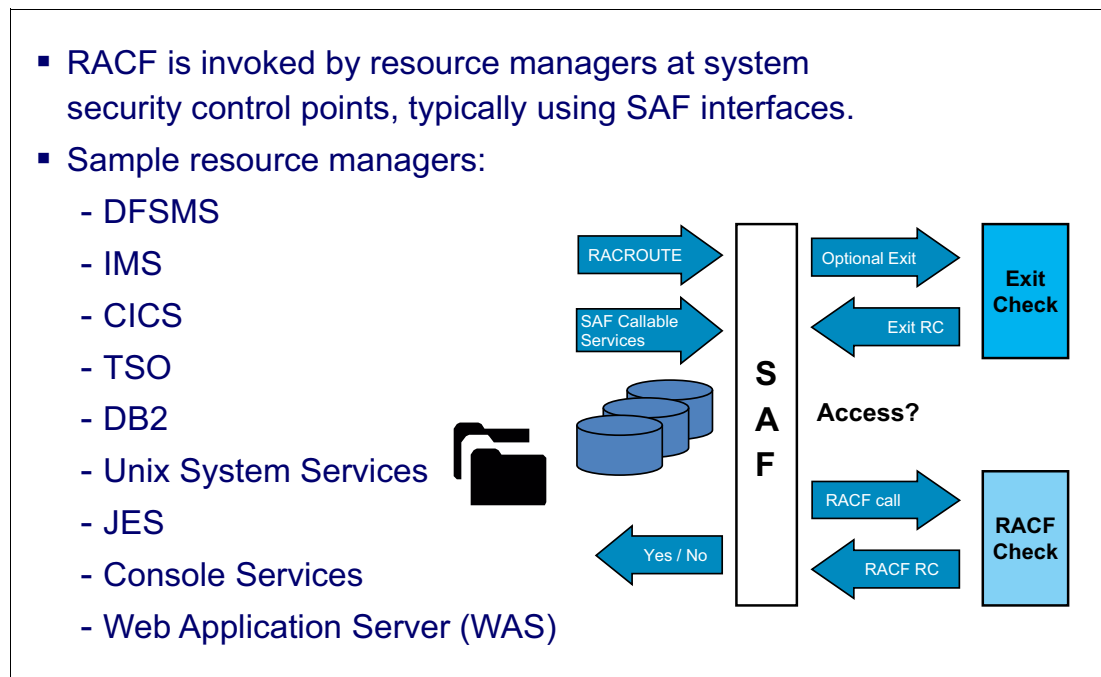 ▪ RACF is invoked by resource managers at system
security control points, typically using SAF interfaces.
▪ Sample resource managers:
- DFSMS
- IMS
- CICS
- TSO
- DB2
- Unix System Services
- JES
- Console Services
- Web Application Server (WAS)
RACROUTE
SAF Callable
Services
Yes / No
S
A
F
Optional Exit
Exit RC
Access?
RACF call
RACF RC
Exit
Check
RACF
Check